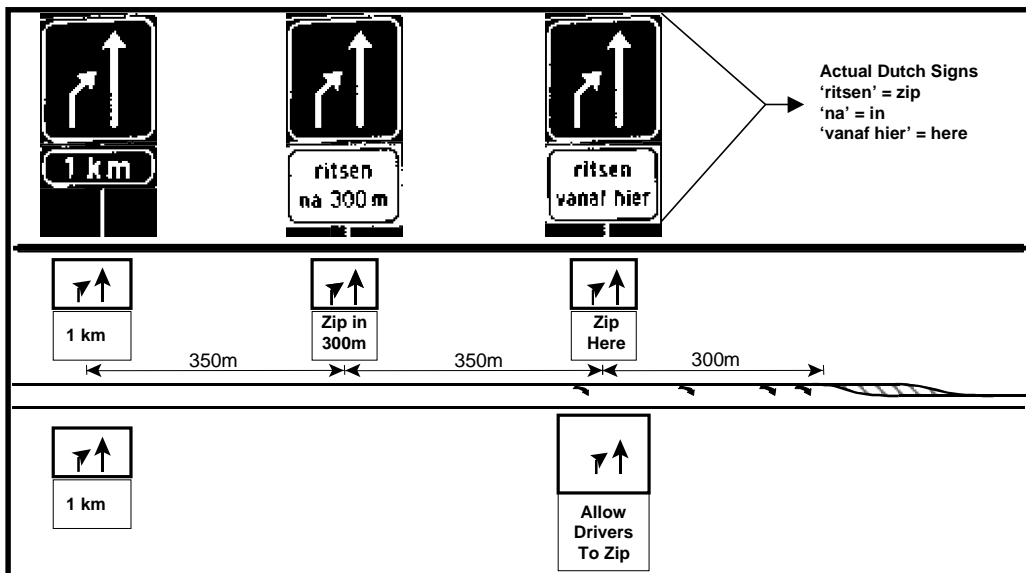 1 km
ritsen
na 300 m
ritsen
vanaf hier
Actual Dutch Signs
‘ritsen’ = zip
‘na’ = in
‘vanaf hier’ = here
1 km
Zip in
300m
Zip
Here
350m
350m
300m
1 km
Allow
Drivers
To Zip